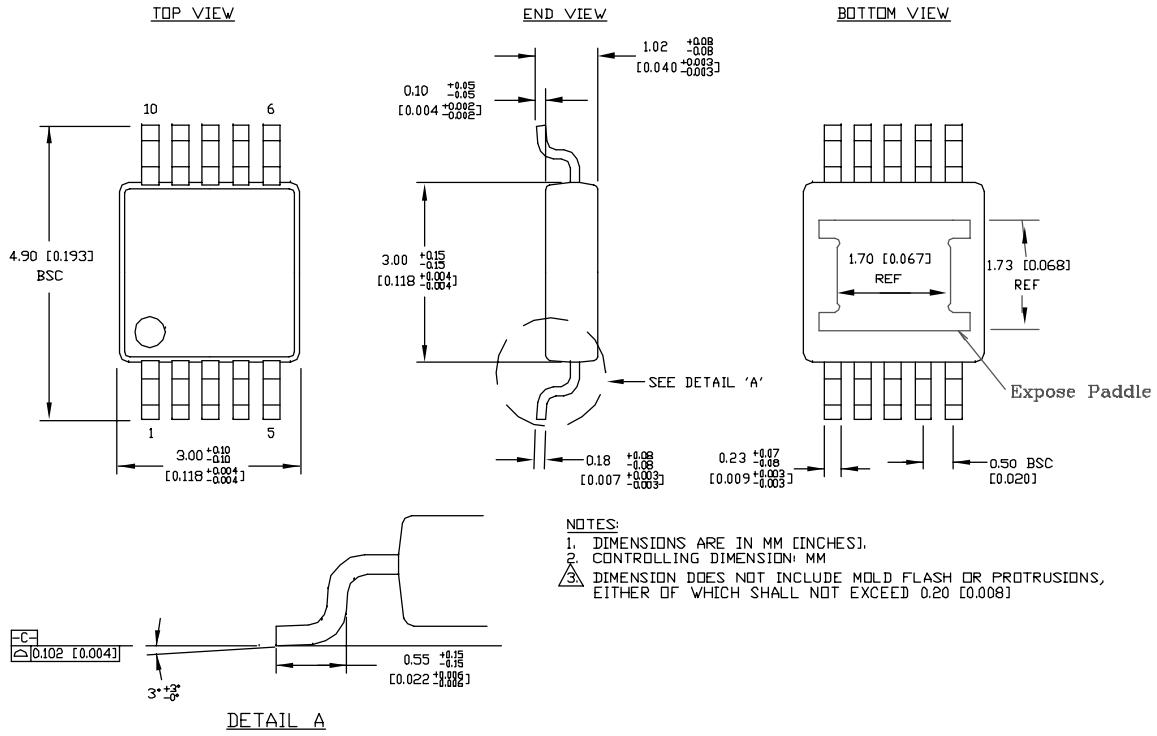 TOP VIEW
END VIEW
BOTTOM VIEW
1.02 +0.08 -0.08
[0.040 +0.003 -0.003]
0.10 +0.05 -0.05
[0.004 +0.002 -0.002]
10
6
4.90 [0.193]
BSC
3.00 +0.15 -0.15
[0.118 +0.004 -0.004]
1.70 [0.067]
REF
1.73 [0.068]
REF
SEE DETAIL 'A'
Expose Paddle
1
5
3.00 +0.10 -0.10
[0.118 +0.004 -0.004]
0.18 +0.08 -0.08
[0.007 +0.003 -0.003]
0.23 +0.07 -0.08
[0.009 +0.003 -0.003]
0.50 BSC
[0.020]
NOTES:
1. DIMENSIONS ARE IN MM [INCHES].
2. CONTROLLING DIMENSION: MM
3. DIMENSION DOES NOT INCLUDE MOLD FLASH OR PROTRUSIONS,
EITHER OF WHICH SHALL NOT EXCEED 0.20 [0.008]
-C-
0.102 [0.004]
3° +3° -0°
0.55 +0.15 -0.15
[0.022 +0.006 -0.006]
DETAIL A